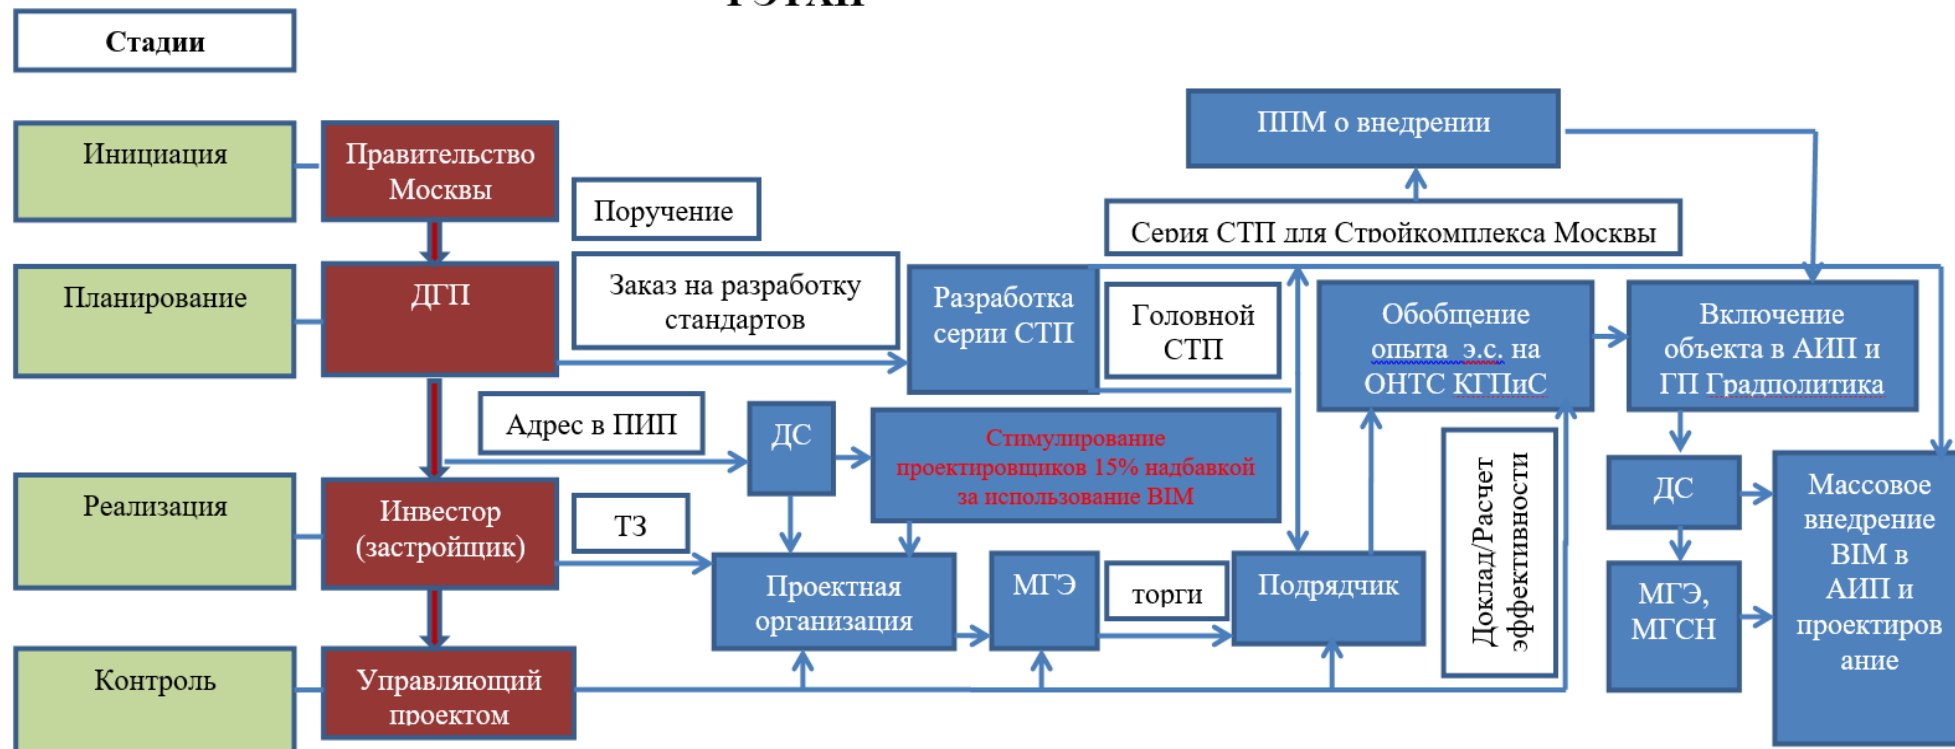 Стадии
Инициация
Правительство
Москвы
Поручение
ППМ о внедрении
Серия СТП для Стройкомплекса Москвы
Планирование
ДГП
Заказ на разработку
стандартов
Разработка
серии СТП
Головной
СТП
Обобщение
опыта э.с. на
ОНТС КГПиС
Включение
объекта в АИП и
ГП Градполитика
Адрес в ПИП
ДС
Стимулирование
проектировщиков 15% надбавкой
за использование BIM
Реализация
Инвестор
(застройщик)
ТЗ
Проектная
организация
МГЭ
торги
Подрядчик
Доклад/Расчет
эффективности
ДС
МГЭ,
МГСН
Массовое
внедрение
BIM в
АИП и
проектиров
ание
Контроль
Управляющий
проектом